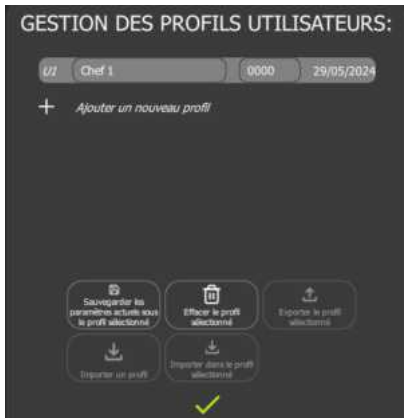 GESTION DES PROFILS UTILISATEURS:
U1 Chef 1 0000 29/05/2024
+ Ajouter un nouveau profil
Sauvegarder les
paramètres actuels sous
le profil sélectionné
Effacer le profil
sélectionné
Exporter le profil
sélectionné
Importer un profil
Importer dans le profil
sélectionné